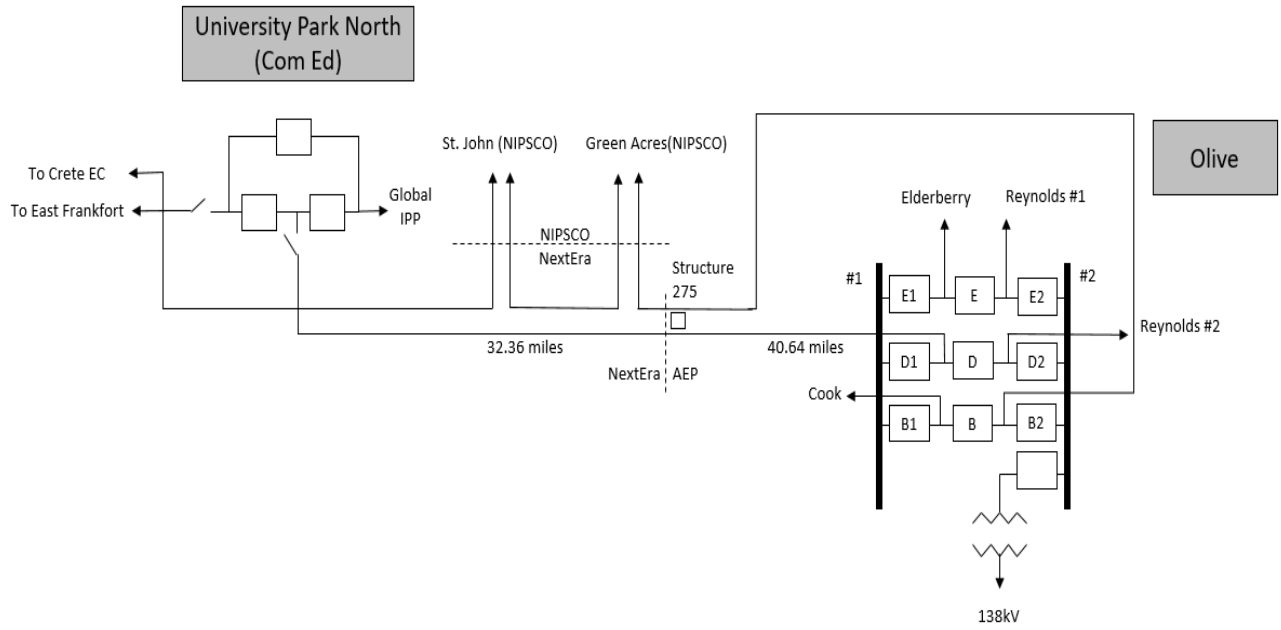 University Park North
(Com Ed)
St. John (NIPSCO)
Green Acres(NIPSCO)
Olive
To Crete EC
To East Frankfort
Global
IPP
Elderberry
Reynolds #1
NIPSCO
NextEra
Structure
275
#1
#2
E1
E
E2
Reynolds #2
32.36 miles
40.64 miles
D1
D
D2
NextEra
AEP
Cook
B1
B
B2
138kV